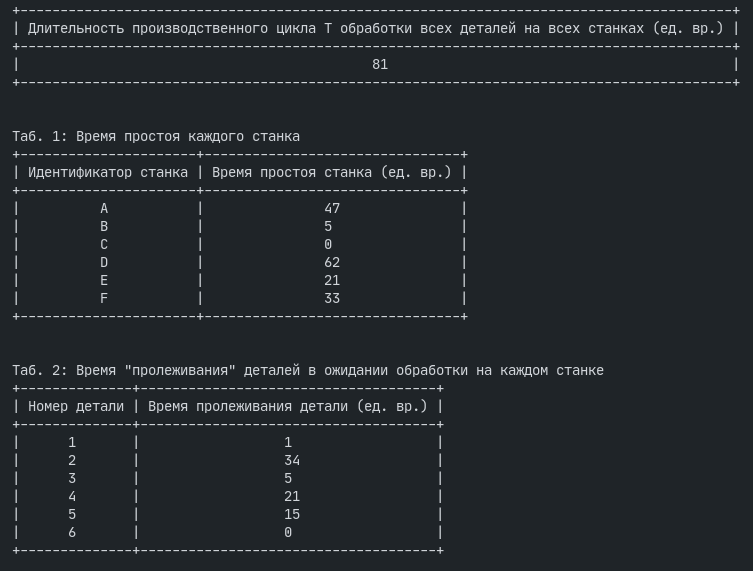 +-----------------------------------------------------------------------------------------+
| Длительность производственного цикла T обработки всех деталей на всех станках (ед. вр.) |
+-----------------------------------------------------------------------------------------+
|                                            81                                           |
+-----------------------------------------------------------------------------------------+
Таб. 1: Время простоя каждого станка
+----------------------+--------------------------------+
| Идентификатор станка | Время простоя станка (ед. вр.) |
+----------------------+--------------------------------+
|          A           |               47               |
|          B           |               5                |
|          C           |               0                |
|          D           |               62               |
|          E           |               21               |
|          F           |               33               |
+----------------------+--------------------------------+
Таб. 2: Время "пролеживания" деталей в ожидании обработки на каждом станке
+--------------+-------------------------------------+
| Номер детали | Время пролеживания детали (ед. вр.) |
+--------------+-------------------------------------+
|      1       |                  1                  |
|      2       |                  34                 |
|      3       |                  5                  |
|      4       |                  21                 |
|      5       |                  15                 |
|      6       |                  0                  |
+--------------+-------------------------------------+